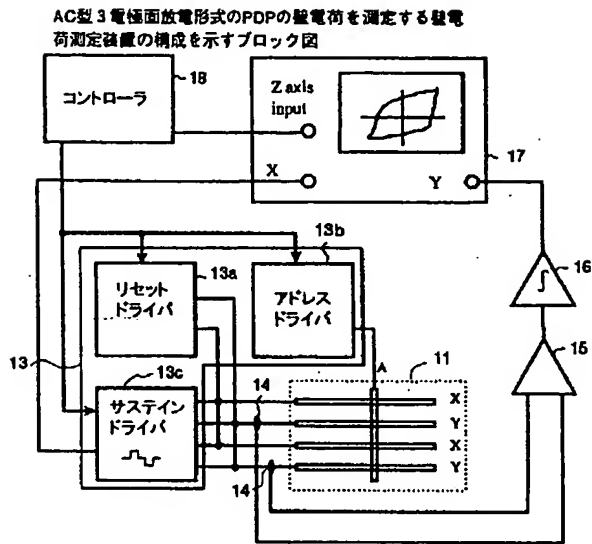 AC型3電極面放電形式のPDPの壁電荷を測定する壁電
荷測定装置の構成を示すブロック図
18
コントローラ
Z axis
input
X
Y
17
13b
13a
リセット
ドライバ
アドレス
ドライバ
16
13
13c
A
11
15
サステイン
ドライバ
14
X
Y
X
Y
14